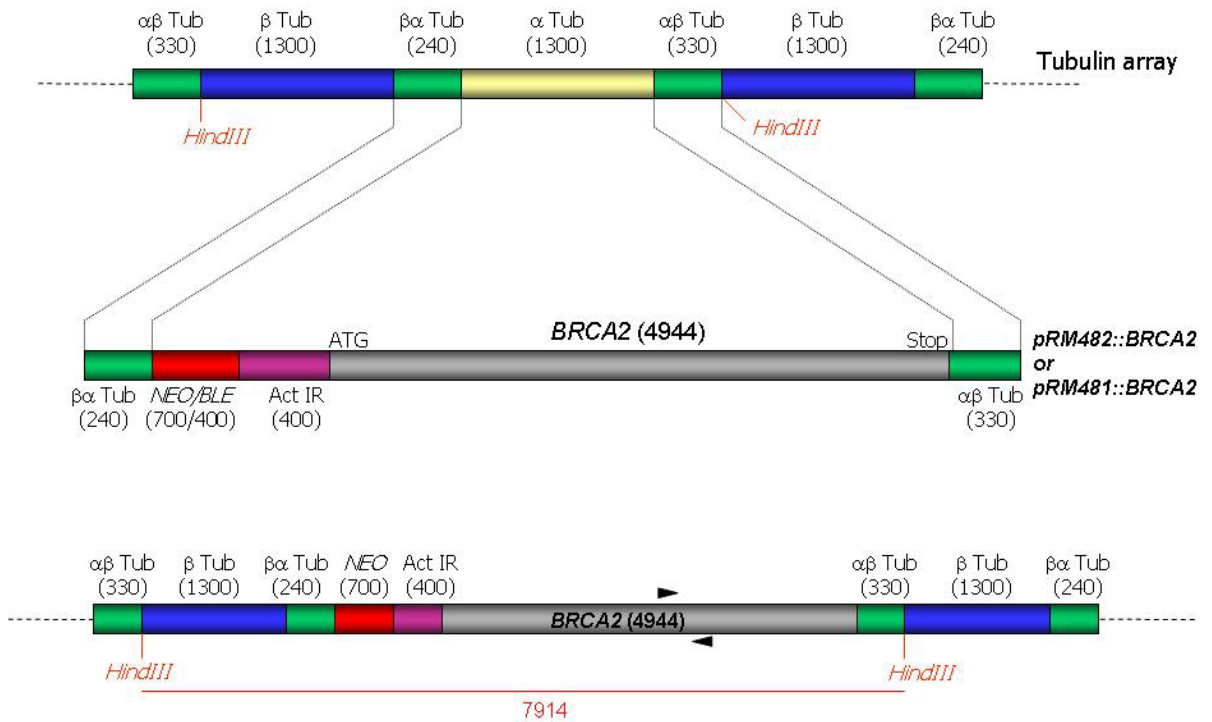 αβ Tub β Tub βα Tub α Tub αβ Tub β Tub βα Tub
(330) (1300) (240) (1300) (330) (1300) (240)
Tubulin array
HindIII HindIII
ATG BRCA2 (4944) Stop
pRM482::BRCA2
or
pRM481::BRCA2
βα Tub NEO/BLE Act IR αβ Tub
(240) (700/400) (400) (330)
αβ Tub β Tub βα Tub NEO Act IR αβ Tub β Tub βα Tub
(330) (1300) (240) (700) (400) (330) (1300) (240)
BRCA2 (4944)
HindIII HindIII
7914